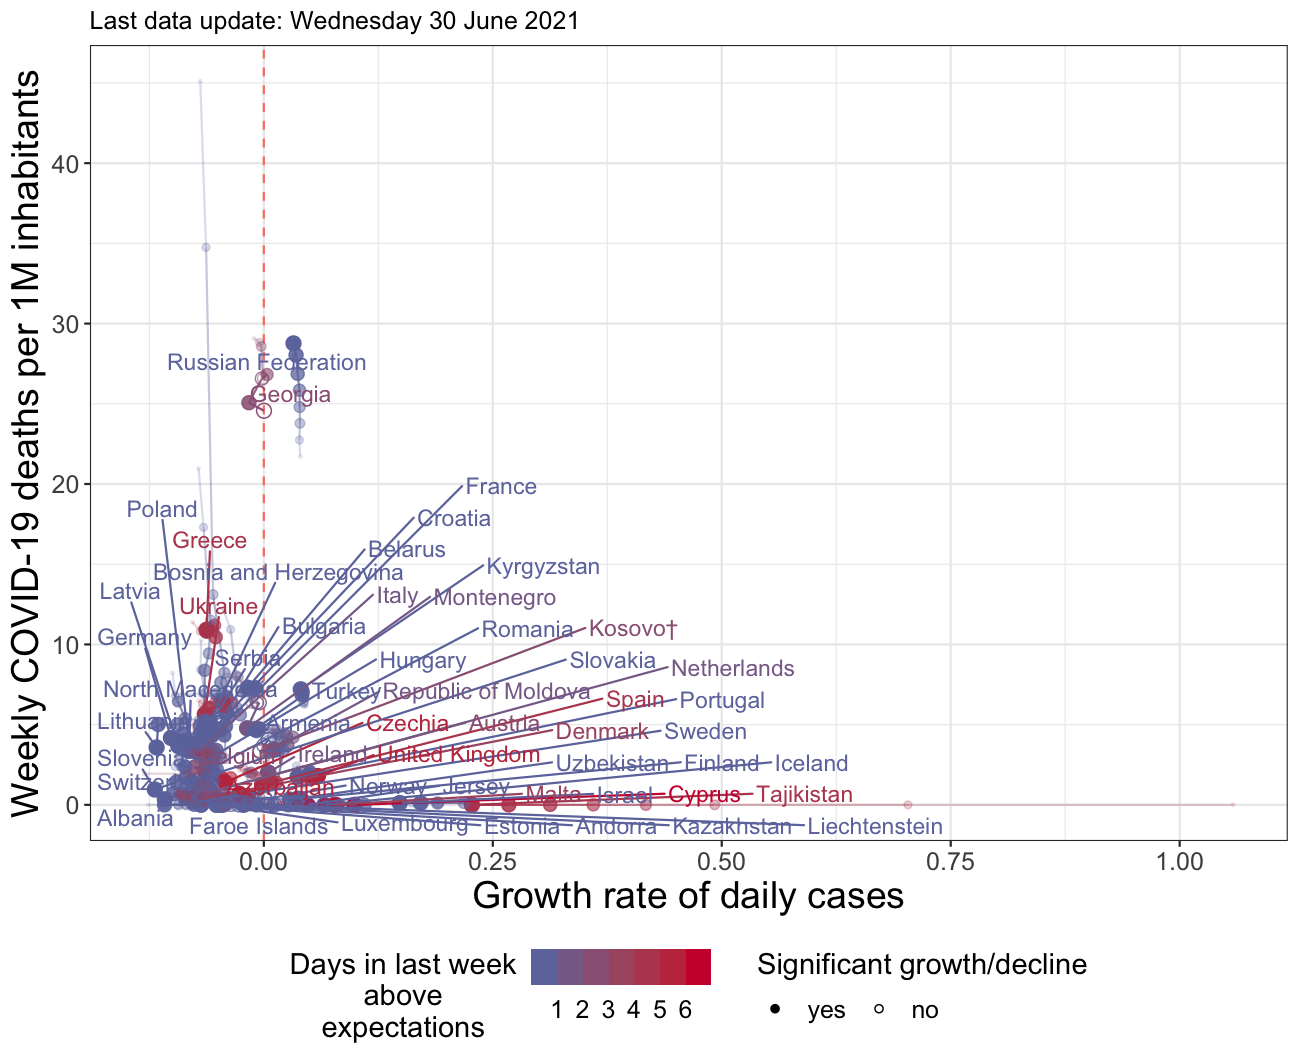 Last data update: Wednesday 30 June 2021
Weekly COVID-19 deaths per 1M inhabitants
40
30
20
10
0
Russian Federation
Georgia
France
Poland
Croatia
Greece
Belarus
Kyrgyzstan
Bosnia and Herzegovina
Latvia
Italy
Montenegro
Ukraine
Bulgaria
Romania
Kosovo†
Germany
Serbia
Hungary
Slovakia
Netherlands
North Macedonia
Turkey
Republic of Moldova
Spain
Portugal
Lithuania
Armenia
Czechia
Austria
Denmark
Sweden
Slovenia
Belgium
Ireland
United Kingdom
Uzbekistan
Finland
Iceland
Azerbaijan
Norway
Jersey
Malta
Israel
Cyprus
Tajikistan
Albania
Faroe Islands
Luxembourg
Estonia
Andorra
Kazakhstan
Liechtenstein
0.00
0.25
0.50
0.75
1.00
Growth rate of daily cases
Days in last week
above
expectations
1 2 3 4 5 6
Significant growth/decline
yes
no